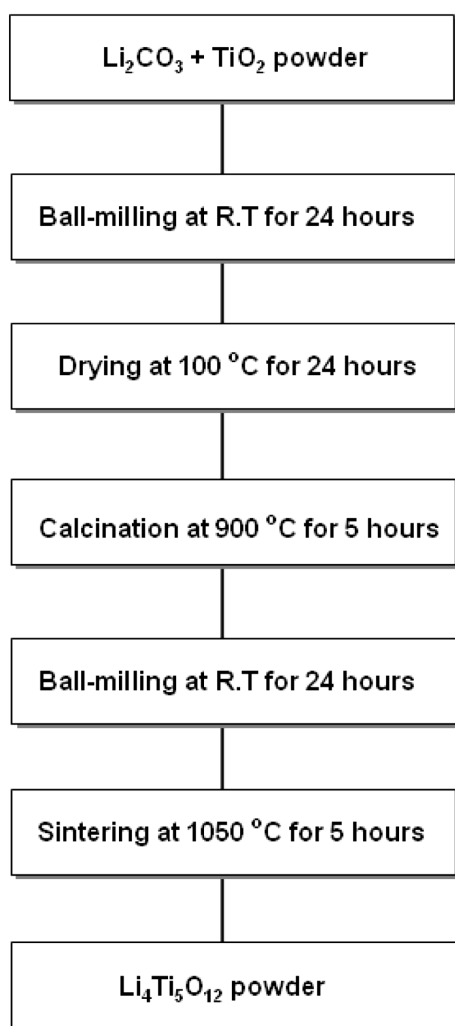 Li₂CO₃ + TiO₂ powder
Ball-milling at R.T for 24 hours
Drying at 100 °C for 24 hours
Calcination at 900 °C for 5 hours
Ball-milling at R.T for 24 hours
Sintering at 1050 °C for 5 hours
Li₄Ti₅O₁₂ powder